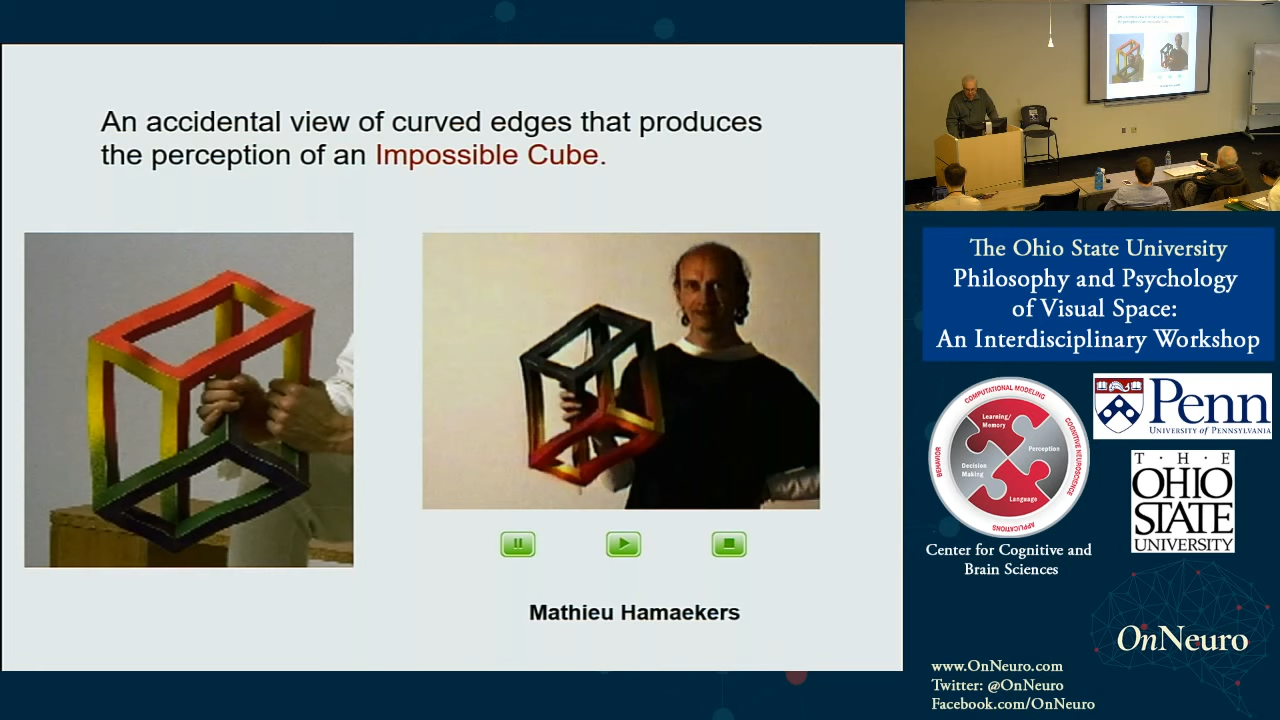 An accidental view of curved edges that produces
the perception of an Impossible Cube.
Mathieu Hamaekers
The Ohio State University
Philosophy and Psychology
of Visual Space:
An Interdisciplinary Workshop
COMPUTATIONAL MODELING
COGNITIVE NEUROSCIENCE
APPLICATIONS
BEHAVIOR
Learning/
Memory
Perception
Decision
Making
Language
Center for Cognitive and
Brain Sciences
Penn
UNIVERSITY of PENNSYLVANIA
T · H · E
OHIO
STATE
UNIVERSITY
OnNeuro
www.OnNeuro.com
Twitter: @OnNeuro
Facebook.com/OnNeuro